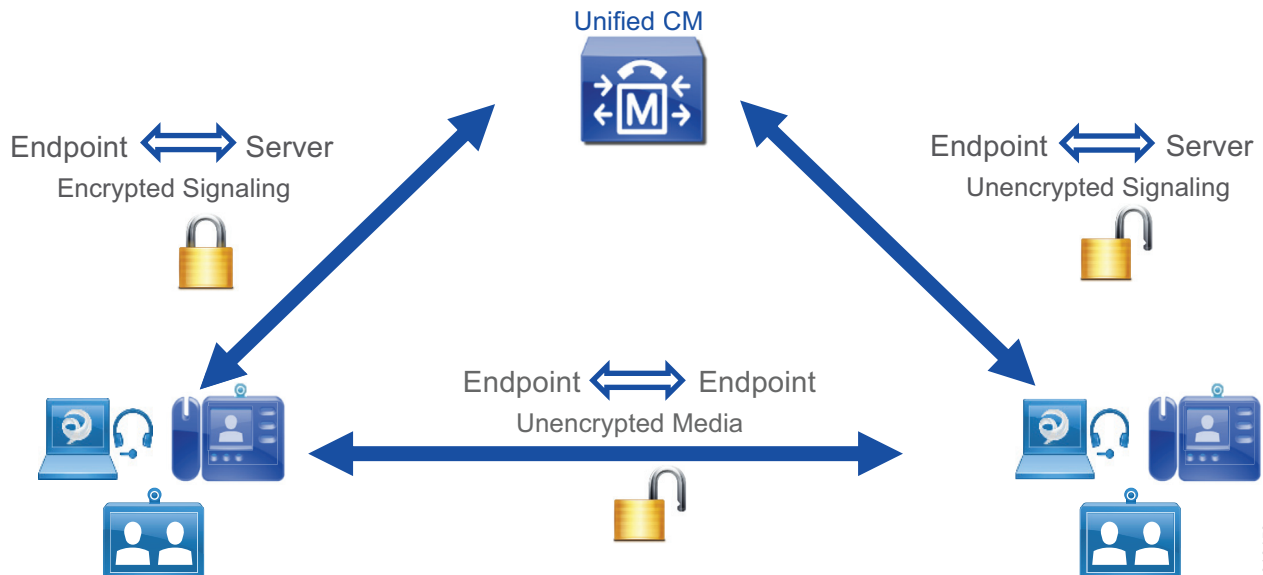 Unified CM
M
Endpoint Server
Encrypted Signaling
Endpoint Server
Unencrypted Signaling
Endpoint Endpoint
Unencrypted Media